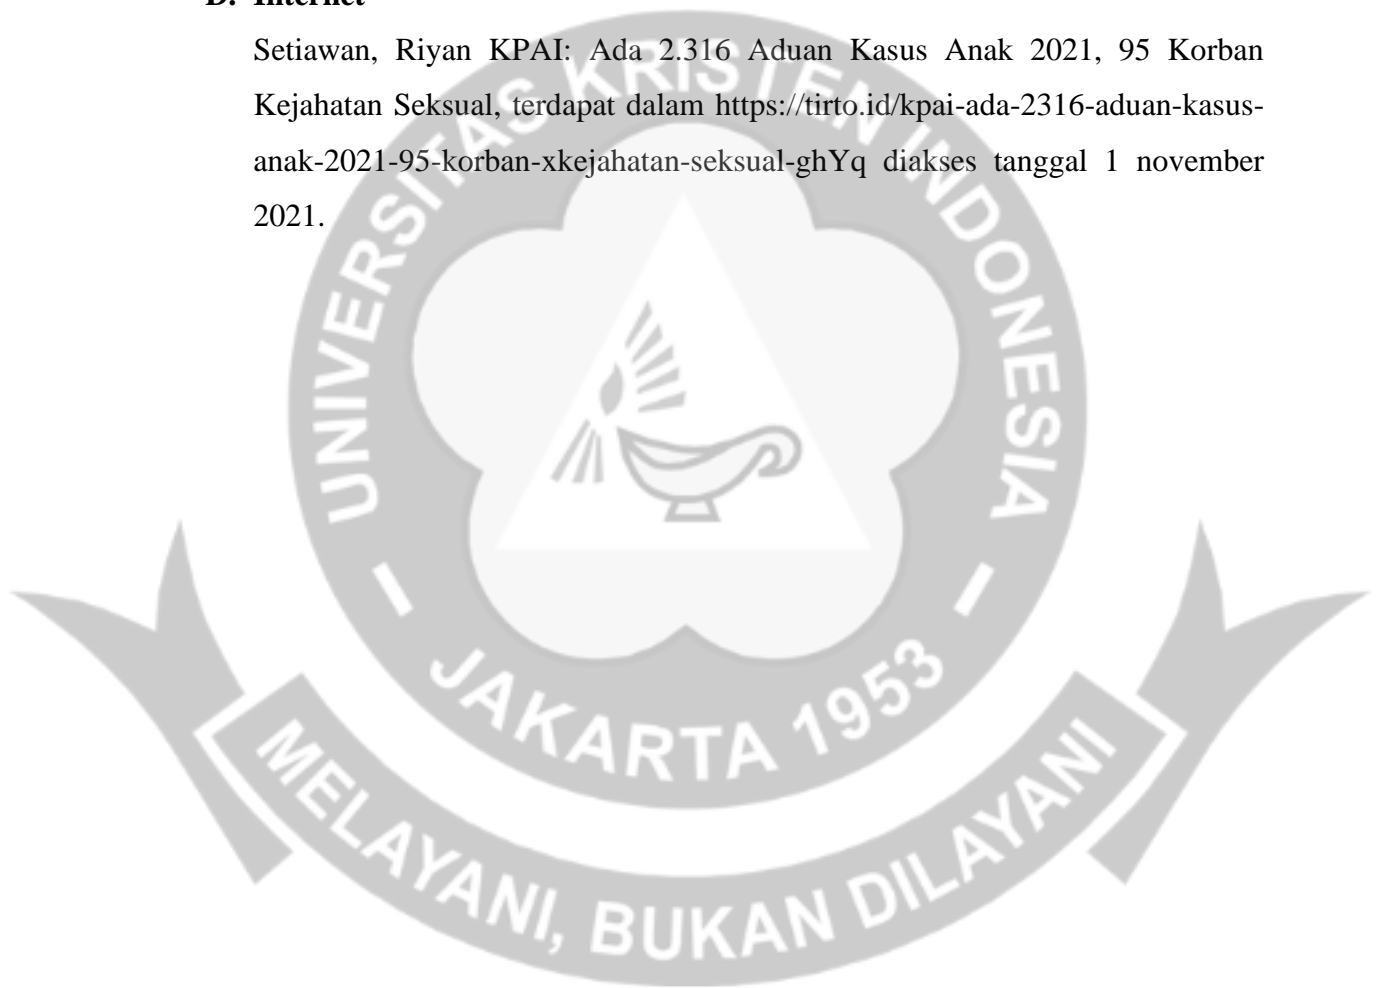 D. Internet
Setiawan, Riyan KPAI: Ada 2.316 Aduan Kasus Anak 2021, 95 Korban
Kejahatan Seksual, terdapat dalam https://tirto.id/kpai-ada-2316-aduan-kasus-
anak-2021-95-korban-xkejahatan-seksual-ghYq diakses tanggal 1 november
2021.
UNIVERSITAS KRISTEN INDONESIA
JAKARTA 1953
MELAYANI, BUKAN DILAYANI